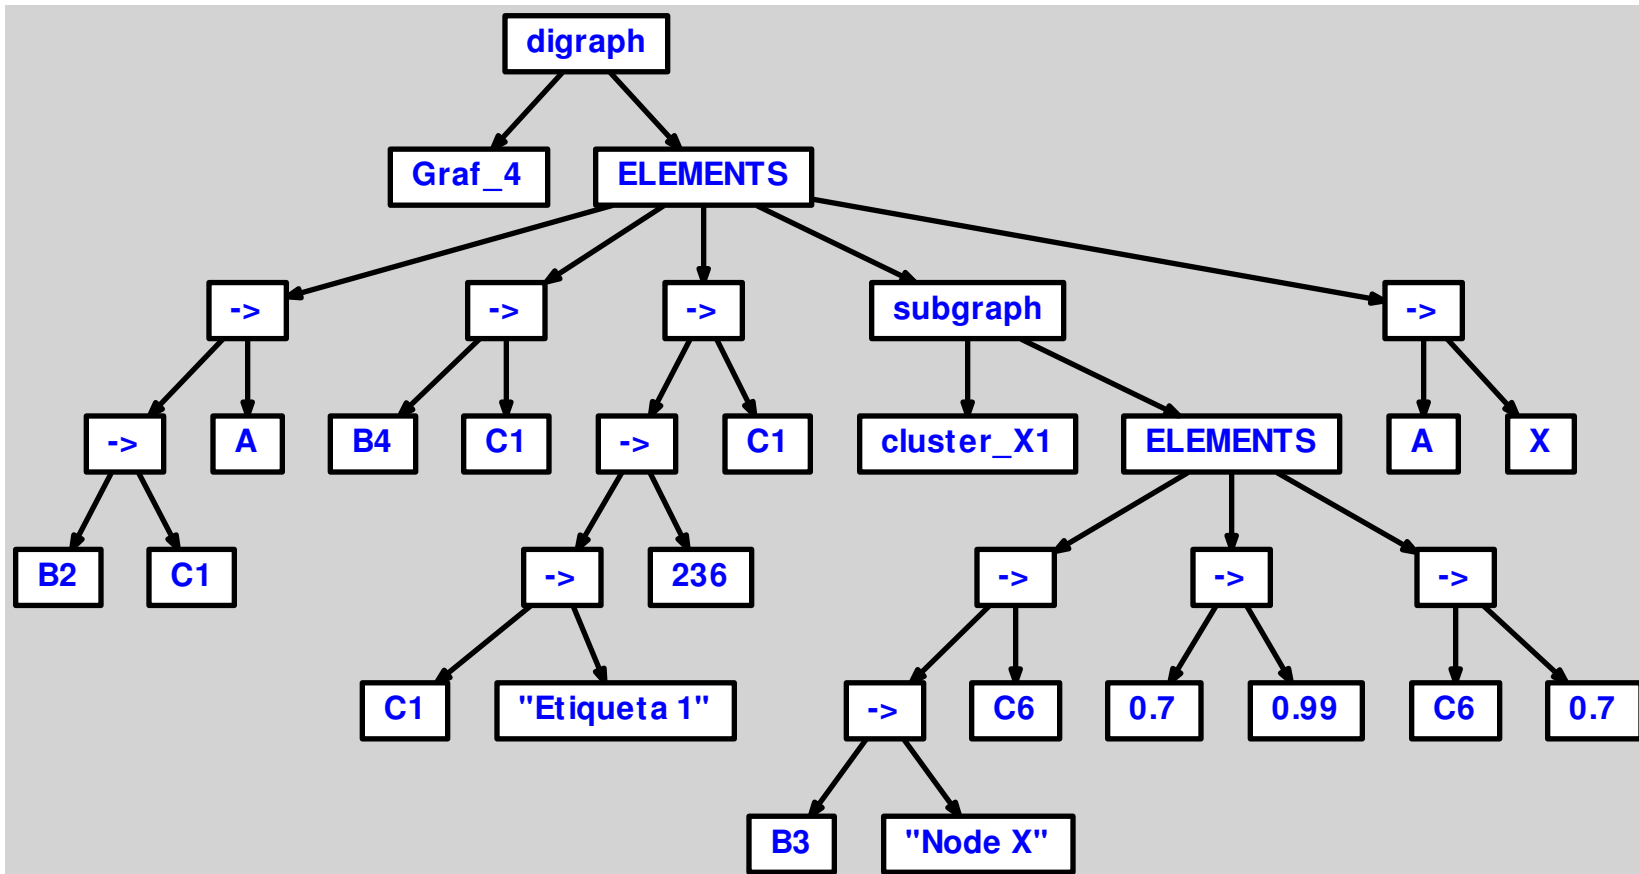 digraph
Graf_4 ELEMENTS
-> -> -> subgraph ->
-> A B4 C1 -> C1 cluster_X1 ELEMENTS A X
B2 C1 -> 236 -> -> ->
C1 "Etiqueta 1" -> C6 0.7 0.99 C6 0.7
B3 "Node X"